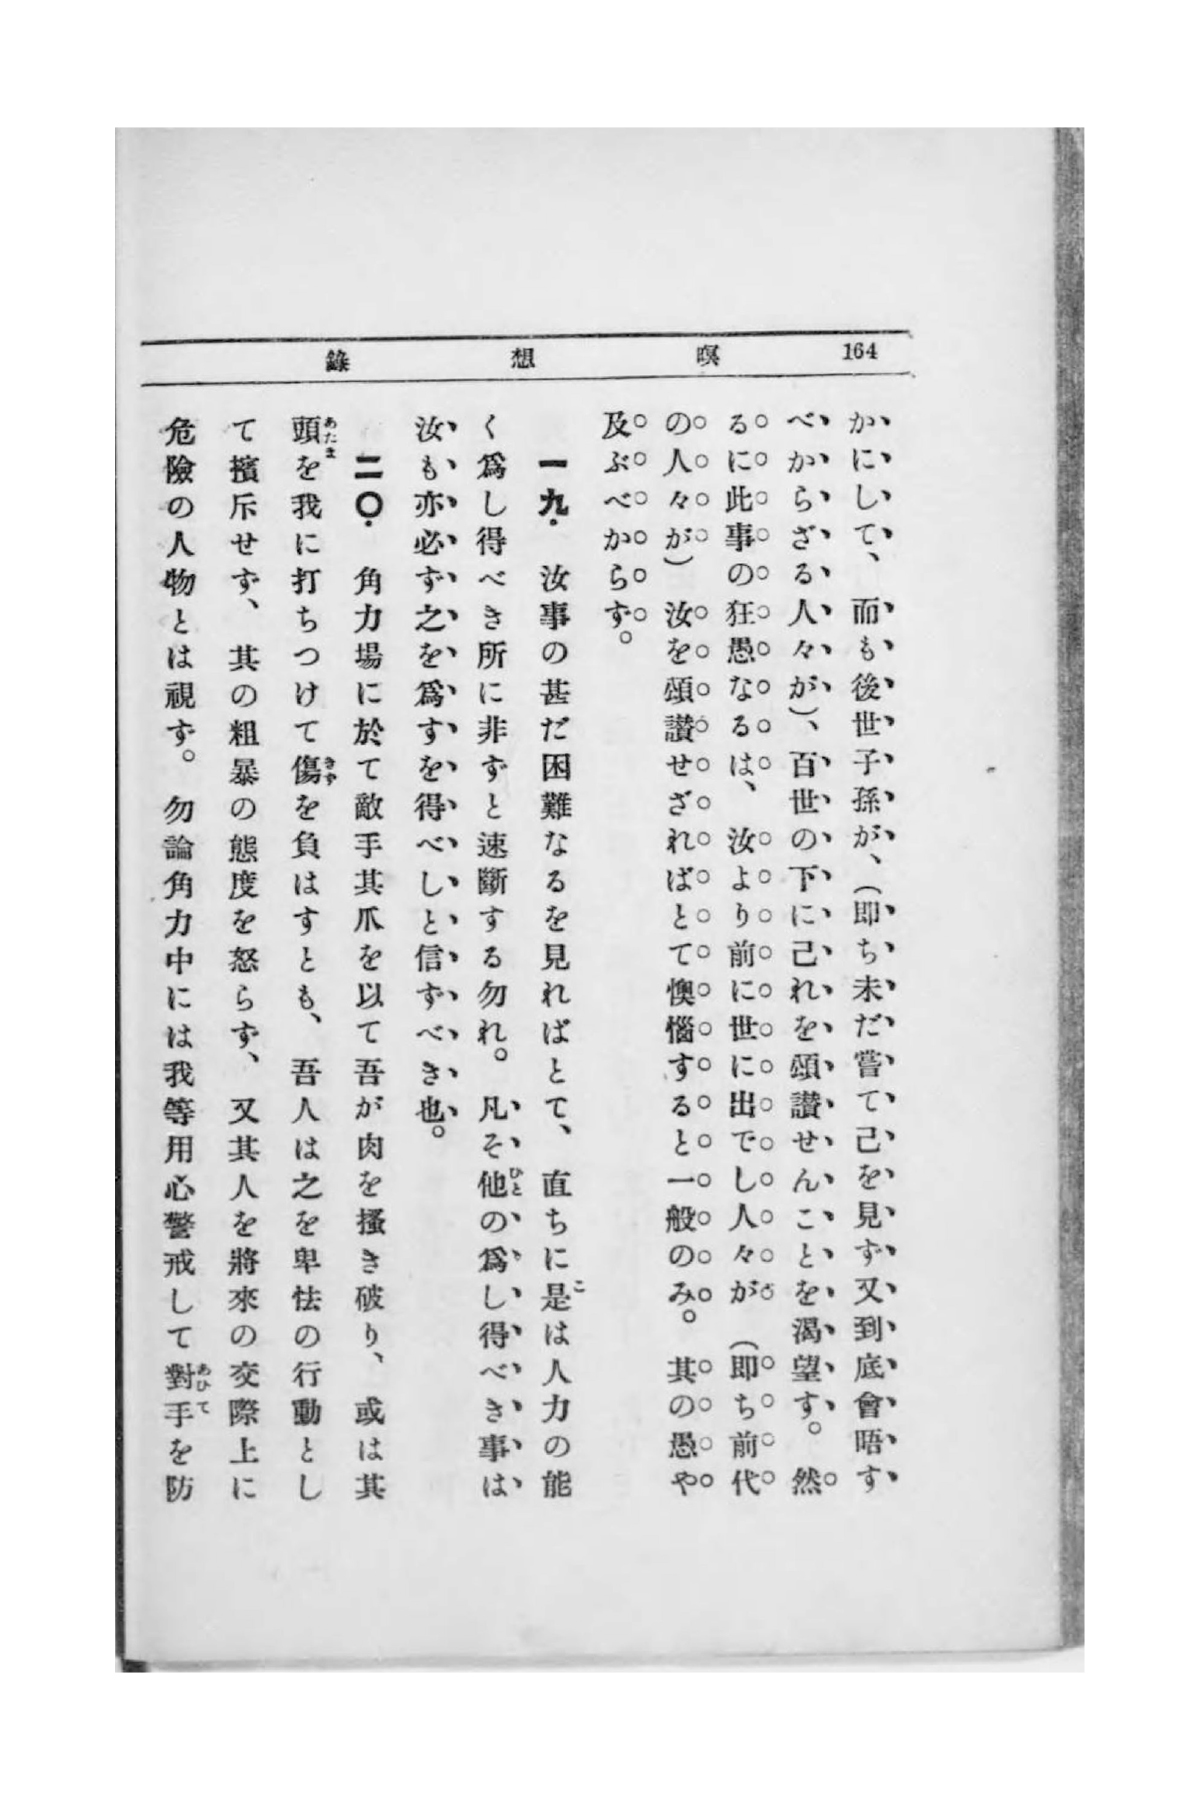 164 瞑想錄
かにして、而も後世子孫が、(即ち未だ嘗て己を見ず又到底會晤す
べからざる人々が)、百世の下に己れを頌讃せんことを渴望す。然
るに此事の狂愚なるは、汝より前に世に出でし人々が(即ち前代
の人々が)汝を頌讃せざればとて懊惱すると一般のみ。其の愚や
及ぶべからず。
一九. 汝事の甚だ困難なるを見ればとて、直ちに是は人力の能
く爲し得べき所に非ずと速斷する勿れ。凡そ他の爲し得べき事は
汝も亦必ず之を爲すを得べしと信ずべき也。
二〇. 角力場に於て敵手其爪を以て吾が肉を搔き破り、或は其
頭を我に打ちつけて傷を負はすとも、吾人は之を卑怯の行動とし
て擯斥せず、其の粗暴の態度を怒らず、又其人を將來の交際上に
危險の人物とは視ず。勿論角力中には我等用心警戒して對手を防